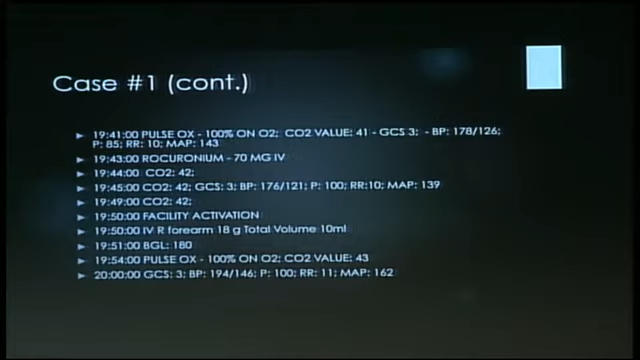 Case #1 (cont.)
19:41:00 PULSE OX - 100% ON O2; CO2 VALUE: 41 - GCS 3; - BP: 178/126;
P: 85; RR: 10; MAP: 143
19:43:00 ROCURONIUM - 70 MG IV
19:44:00 CO2: 42;
19:45:00 CO2: 42; GCS: 3; BP: 176/121; P: 100; RR:10; MAP: 139
19:49:00 CO2: 42;
19:50:00 FACILITY ACTIVATION
19:50:00 IV R forearm 18 g Total Volume 10ml
19:51:00 BGL: 180
19:54:00 PULSE OX - 100% ON O2; CO2 VALUE: 43
20:00:00 GCS: 3; BP: 194/146; P: 100; RR: 11; MAP: 162